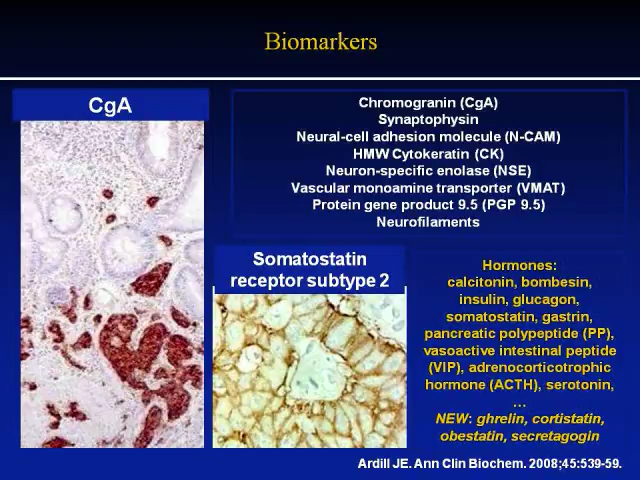 Biomarkers
CgA
Chromogranin (CgA)
Synaptophysin
Neural-cell adhesion molecule (N-CAM)
HMW Cytokeratin (CK)
Neuron-specific enolase (NSE)
Vascular monoamine transporter (VMAT)
Protein gene product 9.5 (PGP 9.5)
Neurofilaments
Somatostatin
receptor subtype 2
Hormones:
calcitonin, bombesin,
insulin, glucagon,
somatostatin, gastrin,
pancreatic polypeptide (PP),
vasoactive intestinal peptide
(VIP), adrenocorticotrophic
hormone (ACTH), serotonin,
…
NEW: ghrelin, cortistatin,
obestatin, secretagogin
Ardill JE. Ann Clin Biochem. 2008;45:539-59.